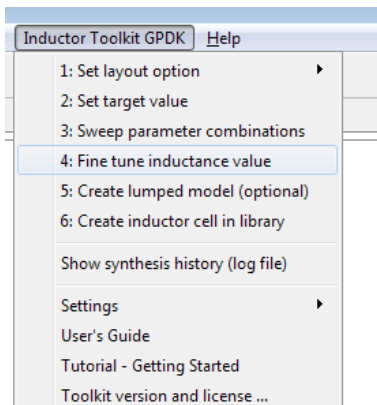 Inductor Toolkit GPDK Help
1: Set layout option
2: Set target value
3: Sweep parameter combinations
4: Fine tune inductance value
5: Create lumped model (optional)
6: Create inductor cell in library
Show synthesis history (log file)
Settings
User's Guide
Tutorial - Getting Started
Toolkit version and license ...